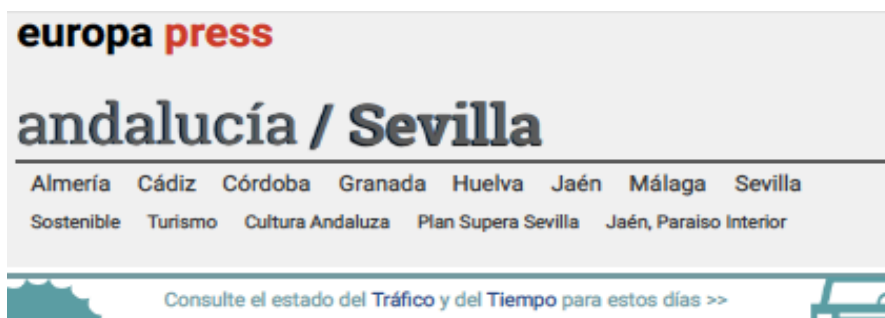 europa press
andalucía / Sevilla
Almería Cádiz Córdoba Granada Huelva Jaén Málaga Sevilla
Sostenible Turismo Cultura Andaluza Plan Supera Sevilla Jaén, Paraiso Interior
Consulte el estado del Tráfico y del Tiempo para estos días >>